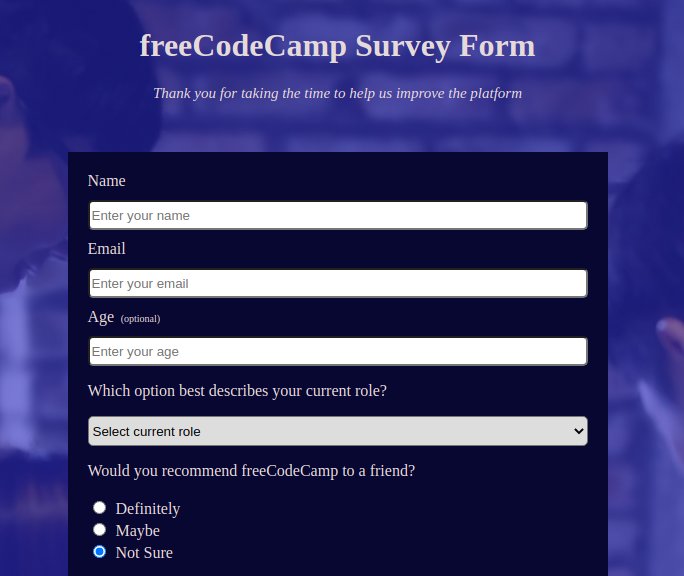 freeCodeCamp Survey Form
Thank you for taking the time to help us improve the platform
Name
Enter your name
Email
Enter your email
Age (optional)
Enter your age
Which option best describes your current role?
Select current role
Would you recommend freeCodeCamp to a friend?
Definitely
Maybe
Not Sure